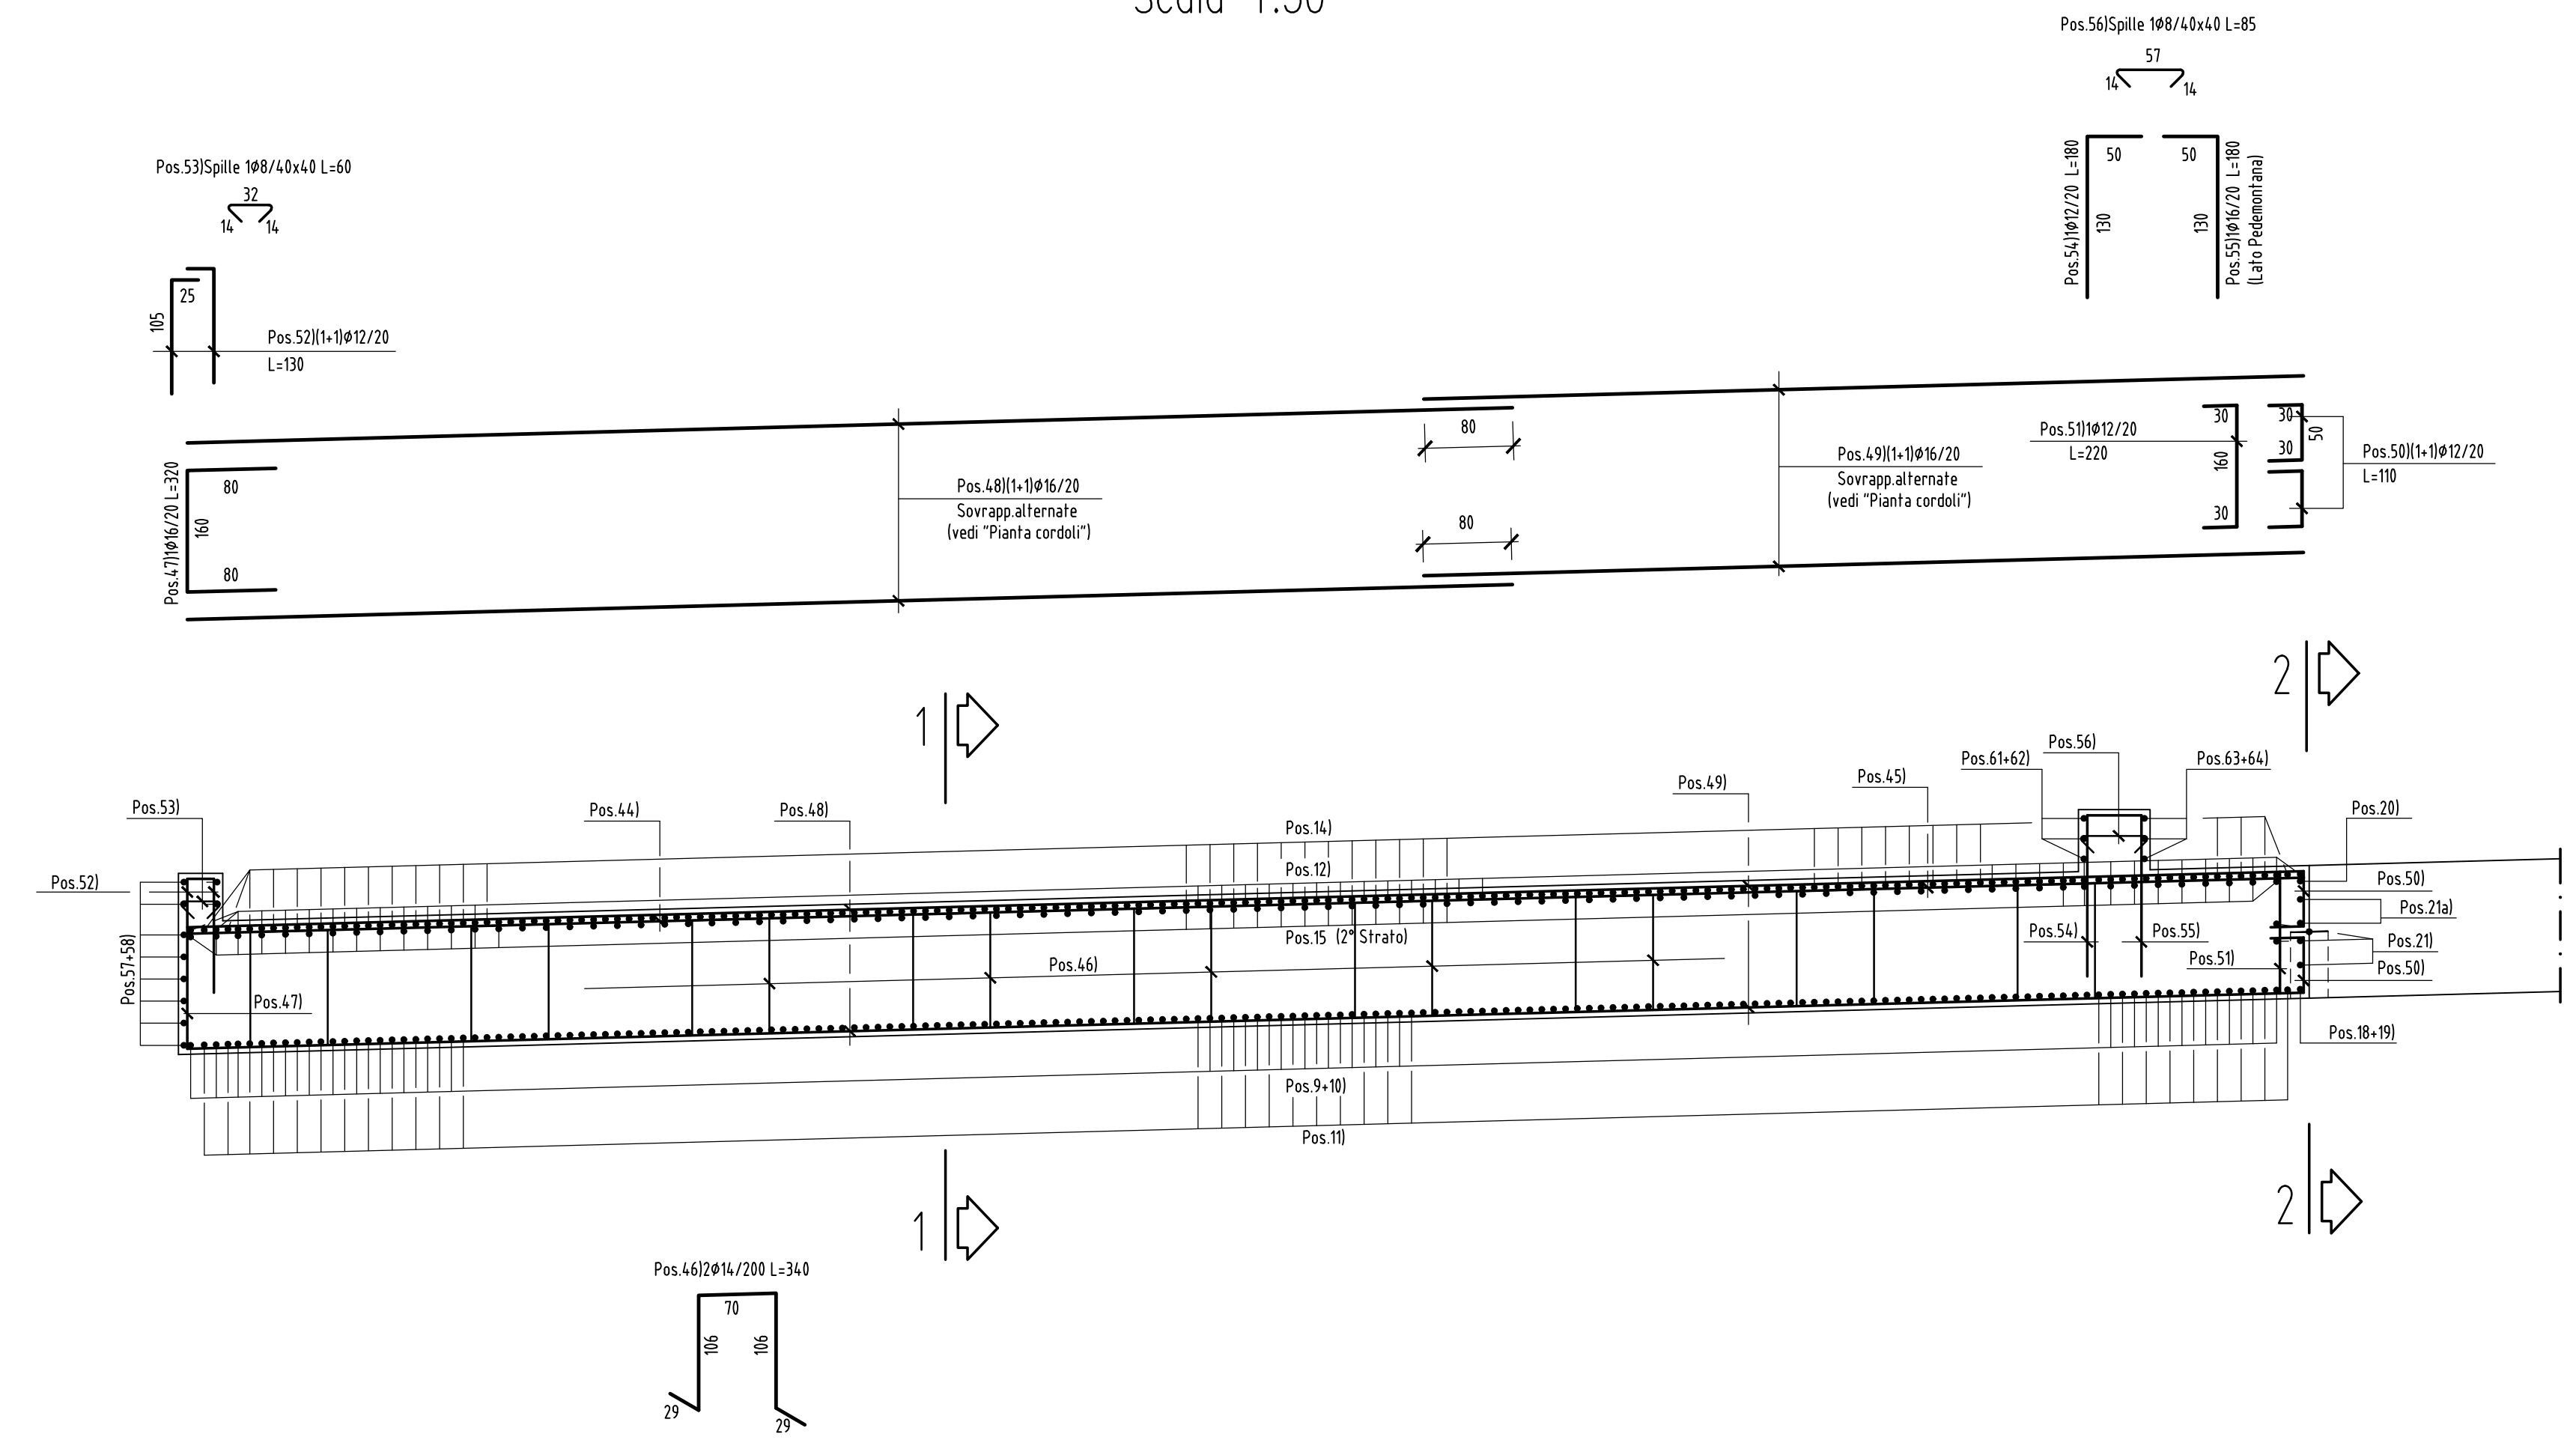 Scala 1:50
Pos.56)Spille 1ø8/40x40 L=85
57
14
14
Pos.53)Spille 1ø8/40x40 L=60
32
14
14
50
50
Pos.54)1ø12/20 L=180
130
130
Pos.55)1ø16/20 L=180
(Lato Pedemontana)
25
105
Pos.52)(1+1)ø12/20
L=130
Pos.47)1ø16/20 L=320
80
160
80
Pos.48)(1+1)ø16/20
Sovrapp.alternate
(vedi "Pianta cordoli")
80
80
Pos.49)(1+1)ø16/20
Sovrapp.alternate
(vedi "Pianta cordoli")
Pos.51)1ø12/20
L=220
30
160
30
30
30
50
Pos.50)(1+1)ø12/20
L=110
1
2
Pos.53)
Pos.44)
Pos.48)
Pos.14)
Pos.12)
Pos.49)
Pos.45)
Pos.61+62)
Pos.56)
Pos.63+64)
Pos.20)
Pos.52)
Pos.50)
Pos.21a)
Pos.57+58)
Pos.15 (2° Strato)
Pos.54)
Pos.55)
Pos.21)
Pos.46)
Pos.51)
Pos.50)
Pos.47)
Pos.18+19)
Pos.9+10)
Pos.11)
1
2
Pos.46)2ø14/200 L=340
70
106
106
29
29